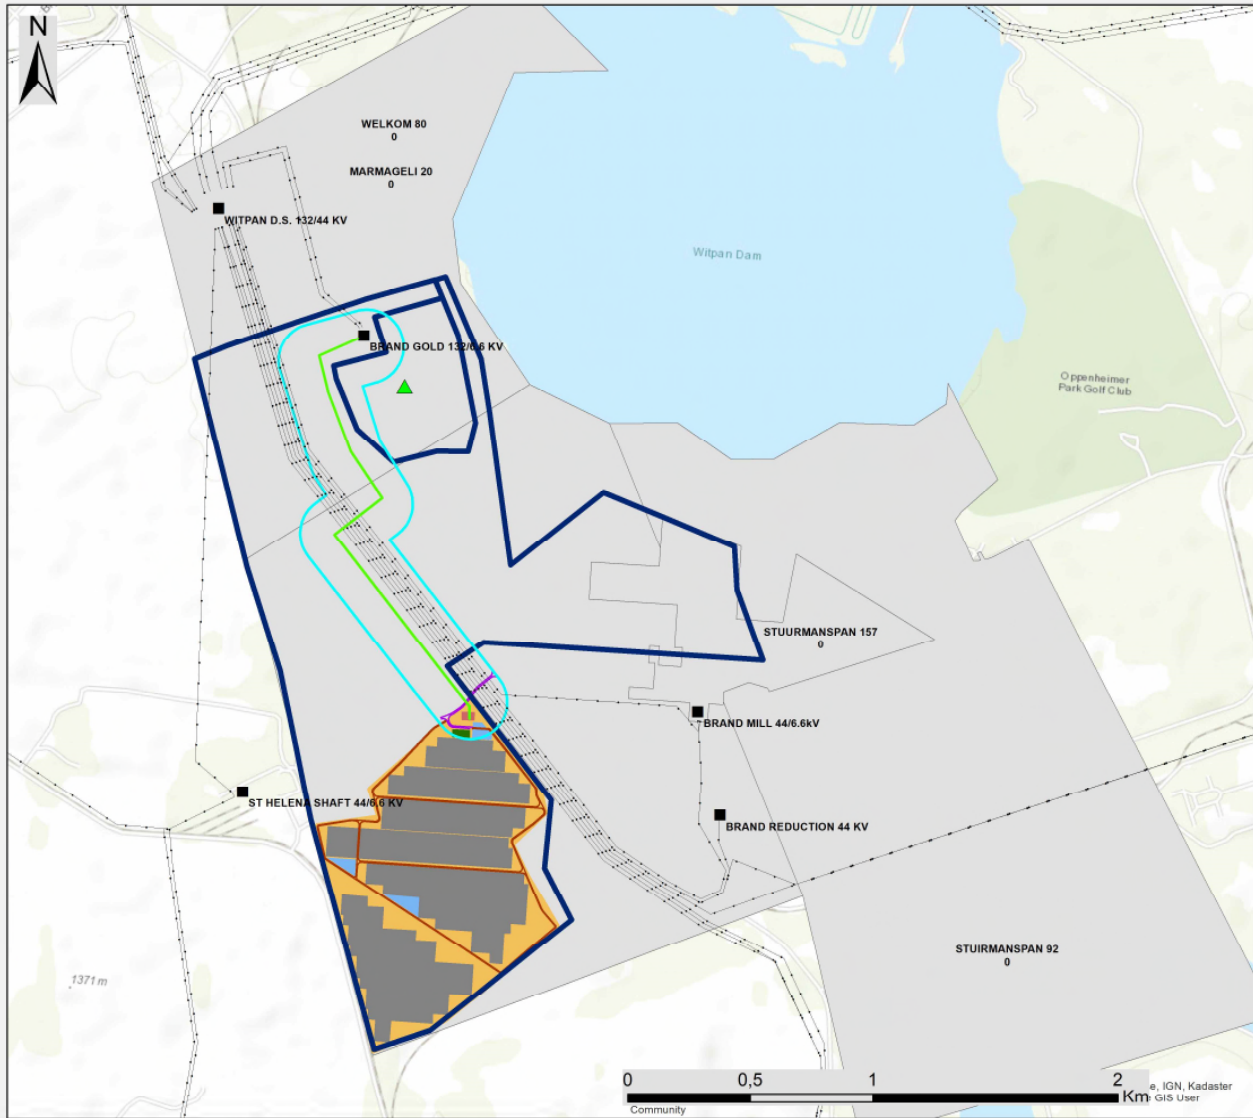 N
WELKOM 80
0
MARMAGELI 20
0
WITPAN D.S. 132/44 KV
Witpan Dam
BRAND GOLD 132/6.6 KV
Oppenheimer
Park Golf Club
STUURMANSPAN 157
0
BRAND MILL 44/6.6kV
ST HELENA SHAFT 44/6.6 KV
BRAND REDUCTION 44 KV
STUIRMANSPAN 92
0
1371 m
0 0,5 1 2
Km
e, IGN, Kadaster
GIS User
Community